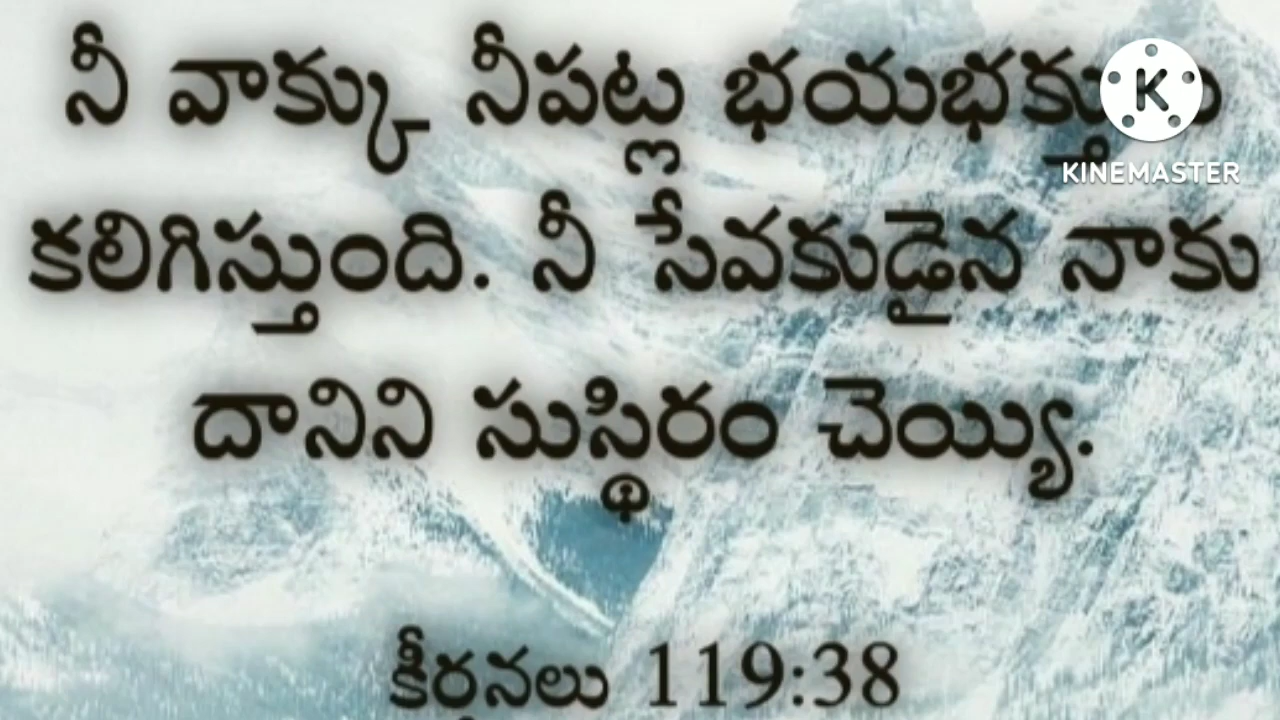 నీ వాక్కు నీపట్ల భయభక్తులు
K
KINEMASTER
కలిగిస్తుంది. నీ సేవకుడైన నాకు
దానిని సుస్థిరం చెయ్యి.
కీర్తనలు 119:38